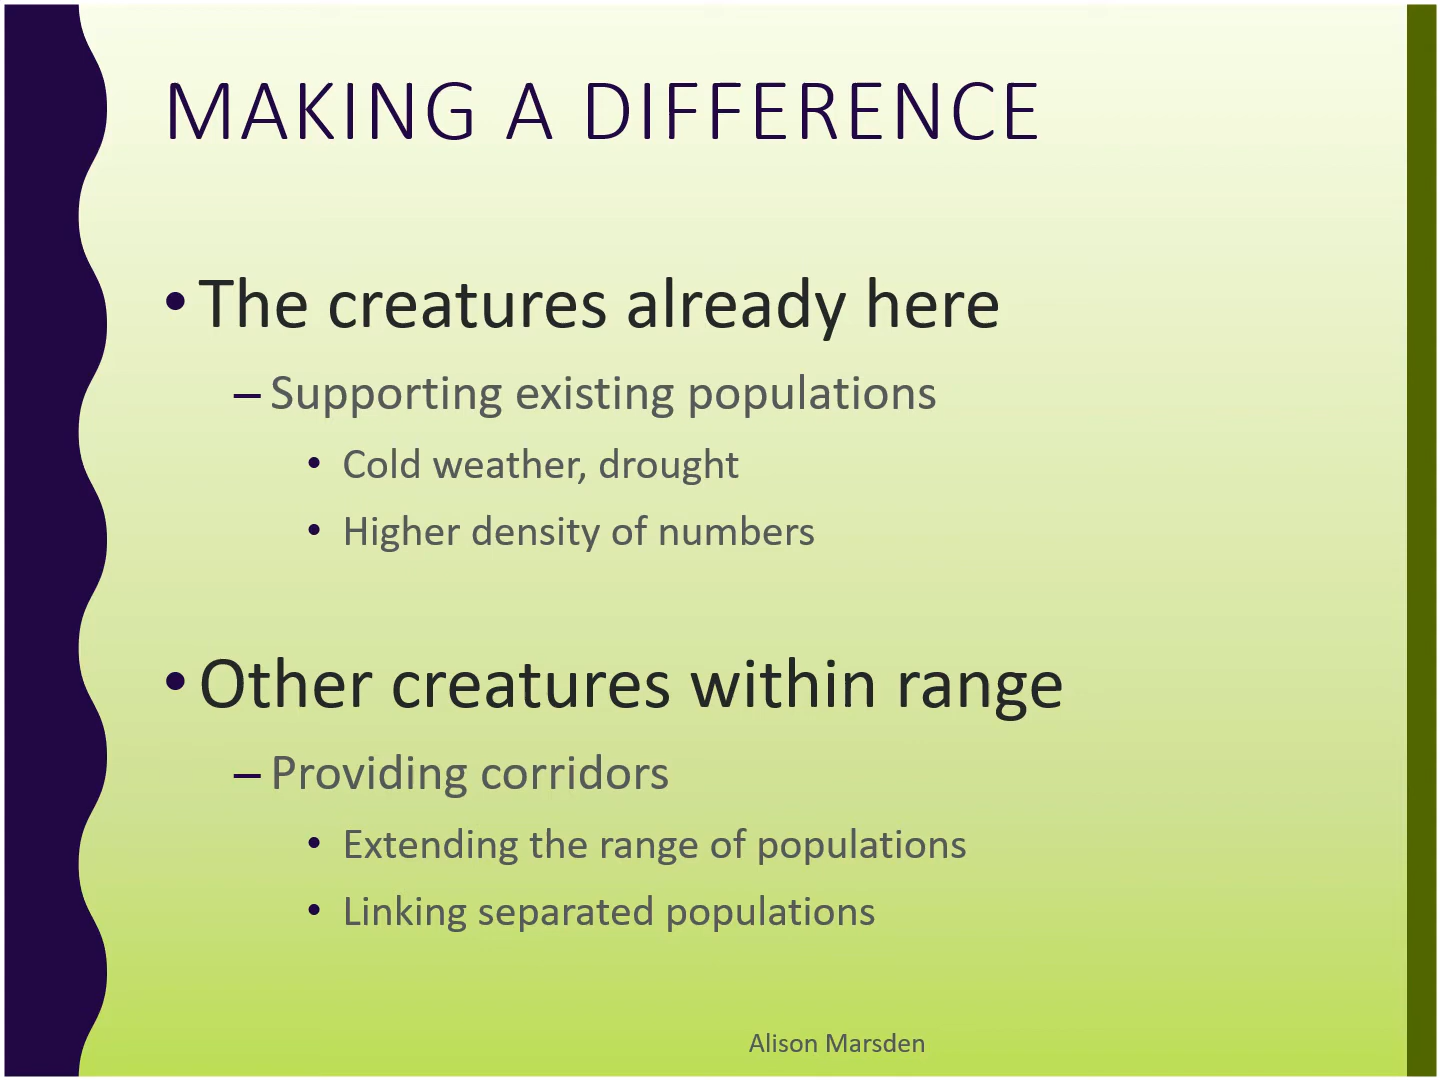 MAKING A DIFFERENCE
• The creatures already here
– Supporting existing populations
• Cold weather, drought
• Higher density of numbers
• Other creatures within range
– Providing corridors
• Extending the range of populations
• Linking separated populations
Alison Marsden